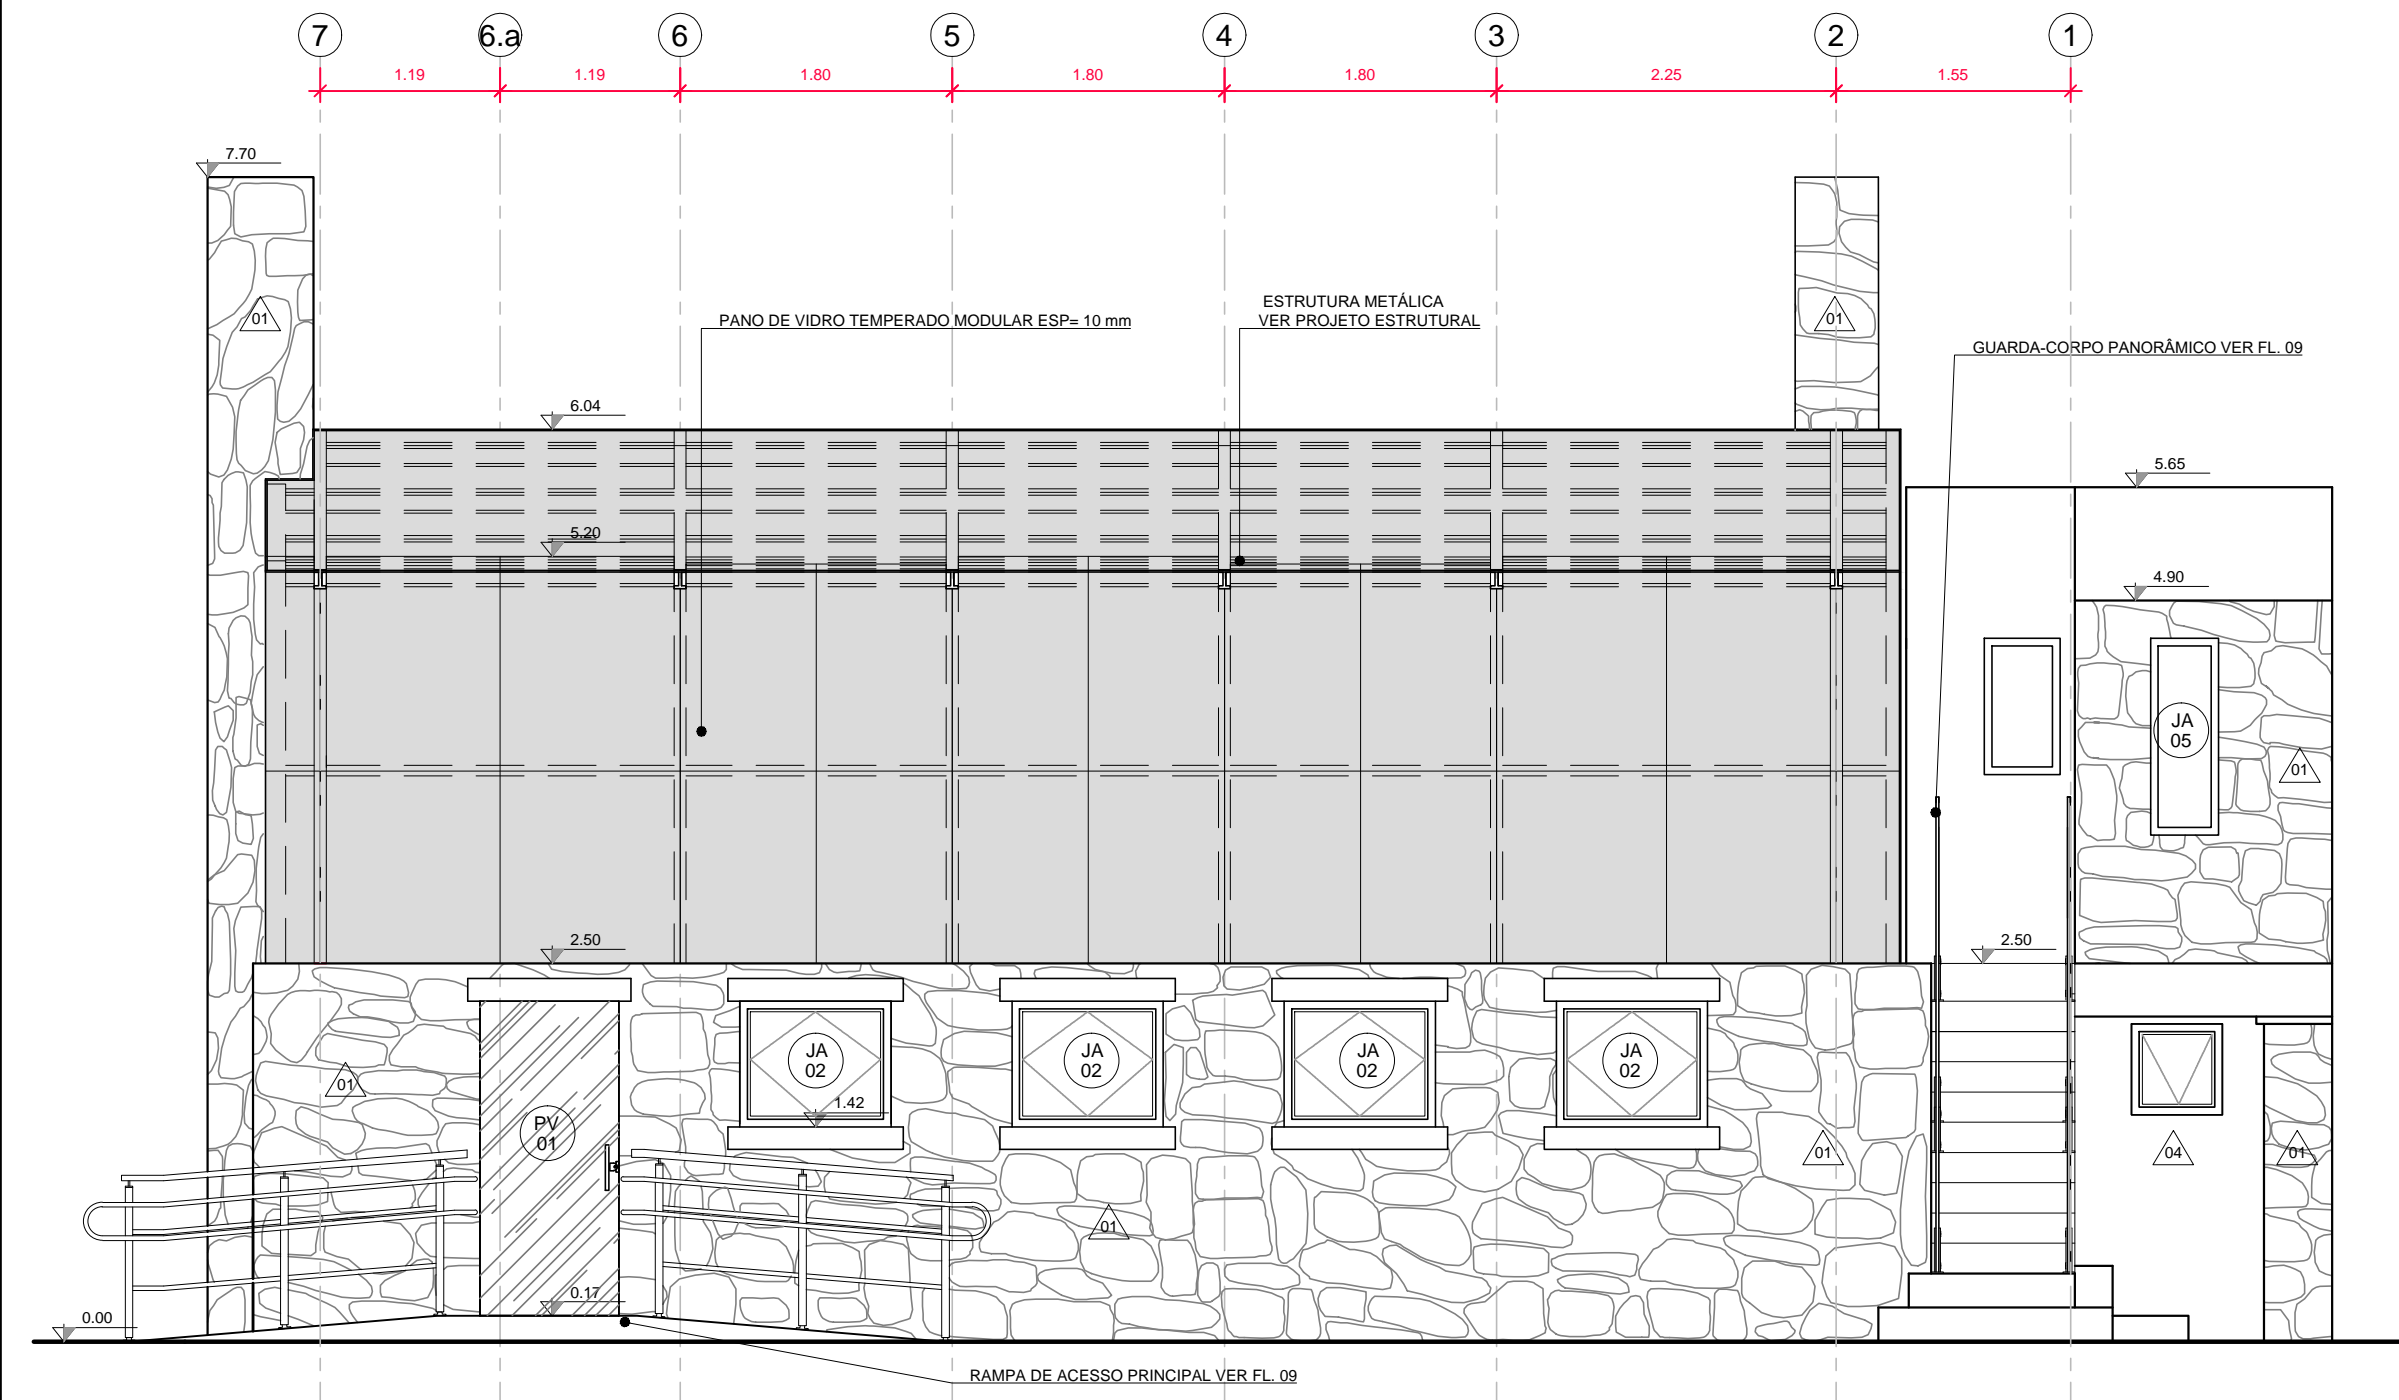 7 6.a 6 5 4 3 2 1
1.19 1.19 1.80 1.80 1.80 2.25 1.55
7.70
ESTRUTURA METÁLICA
VER PROJETO ESTRUTURAL
PANO DE VIDRO TEMPERADO MODULAR ESP= 10 mm
01
01
GUARDA-CORPO PANORÂMICO VER FL. 09
6.04
5.65
5.20
4.90
JA
05
01
2.50
2.50
JA
02
JA
02
JA
02
JA
02
01
1.42
PV
01
01
04
01
01
0.17
0.00
RAMPA DE ACESSO PRINCIPAL VER FL. 09